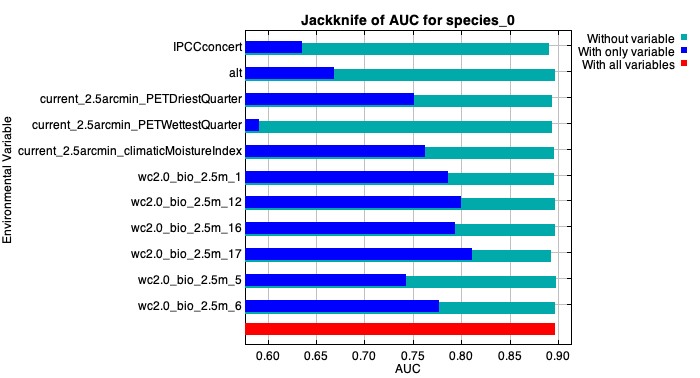 Jackknife of AUC for species_0
Without variable
With only variable
With all variables
Environmental Variable
IPCCconcert
alt
current_2.5arcmin_PETDriestQuarter
current_2.5arcmin_PETWettestQuarter
current_2.5arcmin_climaticMoistureIndex
wc2.0_bio_2.5m_1
wc2.0_bio_2.5m_12
wc2.0_bio_2.5m_16
wc2.0_bio_2.5m_17
wc2.0_bio_2.5m_5
wc2.0_bio_2.5m_6
0.60 0.65 0.70 0.75 0.80 0.85 0.90
AUC